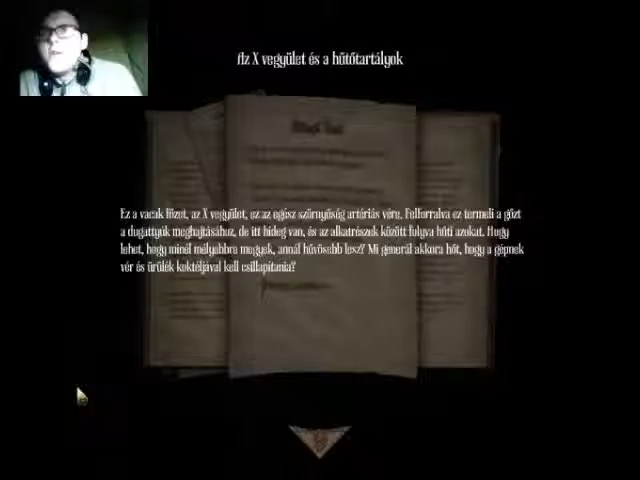 Az X vegyület és a hűtőtartályok
Ez a vacak főzet, az X vegyület, ez az egész szörnyűség artériás vére. Felforralva ez termeli a gőzt
a dugattyúk meghajtásához, de itt hideg van, és az alkatrészek között folyva hűti azokat. Hogy
lehet, hogy minél mélyebbre megyek, annál hűvösebb lesz? Mi generál akkora hőt, hogy a gépnek
vér és ürülék koktéljával kell csillapítania?